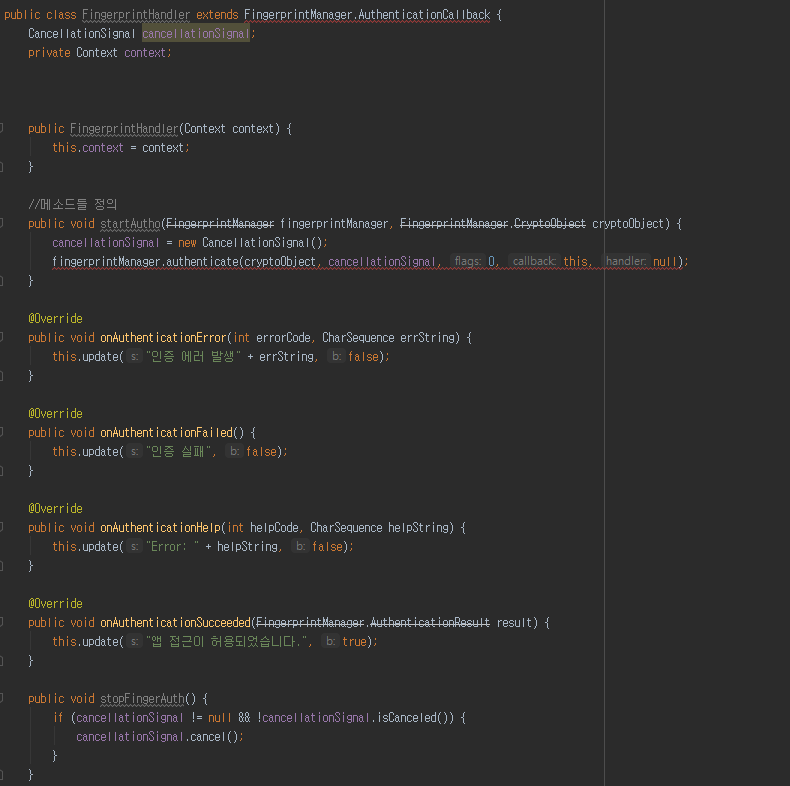 public class FingerprintHandler extends FingerprintManager.AuthenticationCallback {
CancellationSignal cancellationSignal;
private Context context;
public FingerprintHandler(Context context) {
this.context = context;
}
//메소드들 정의
public void startAutho(FingerprintManager fingerprintManager, FingerprintManager.CryptoObject cryptoObject) {
cancellationSignal = new CancellationSignal();
fingerprintManager.authenticate(cryptoObject, cancellationSignal, flags: 0, callback: this, handler: null);
}
@Override
public void onAuthenticationError(int errorCode, CharSequence errString) {
this.update( s: "인증 에러 발생" + errString, b: false);
}
@Override
public void onAuthenticationFailed() {
this.update( s: "인증 실패", b: false);
}
@Override
public void onAuthenticationHelp(int helpCode, CharSequence helpString) {
this.update( s: "Error: " + helpString, b: false);
}
@Override
public void onAuthenticationSucceeded(FingerprintManager.AuthenticationResult result) {
this.update( s: "앱 접근이 허용되었습니다.", b: true);
}
public void stopFingerAuth() {
if (cancellationSignal != null && !cancellationSignal.isCanceled()) {
cancellationSignal.cancel();
}
}